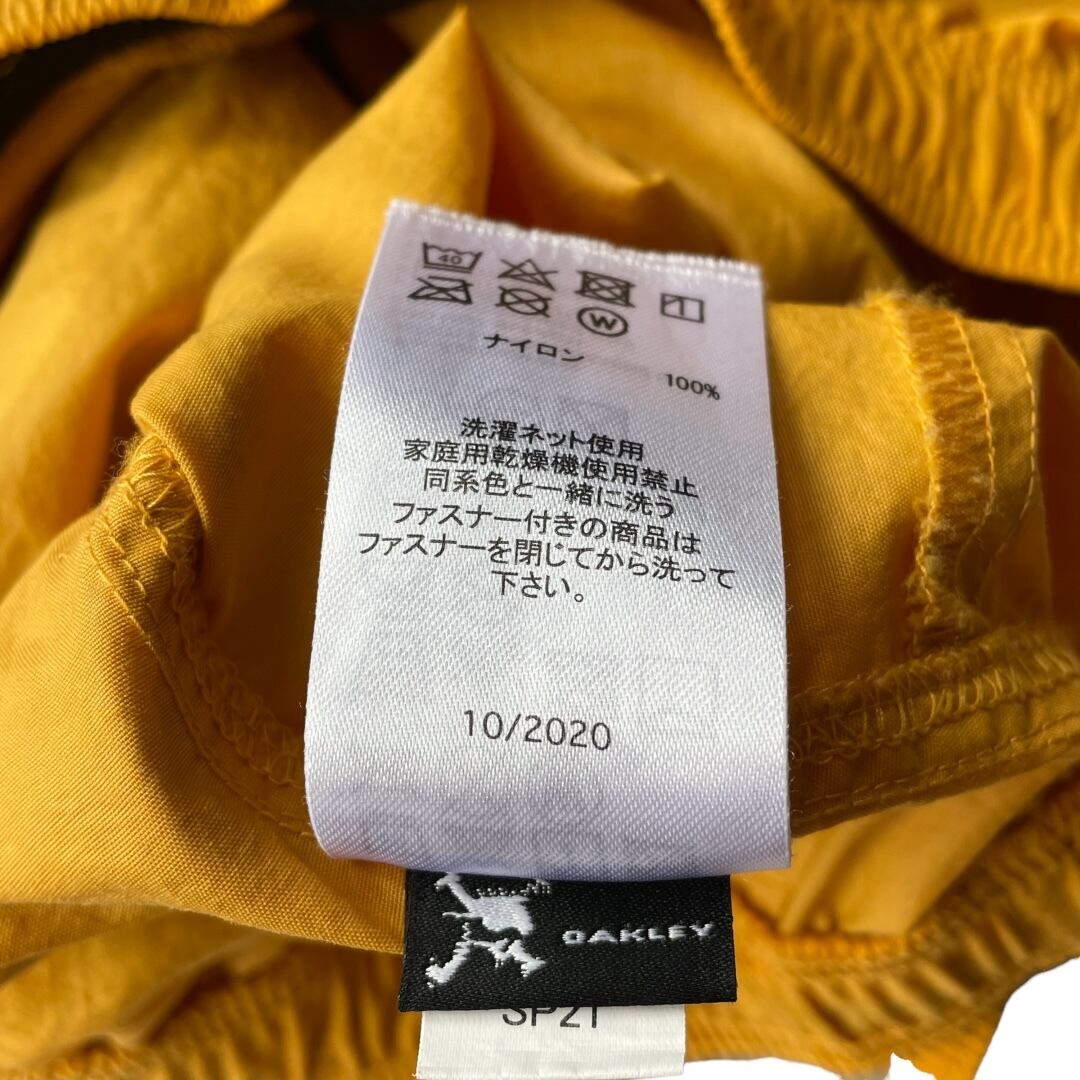 40
W
ナイロン
100%
洗濯ネット使用
家庭用乾燥機使用禁止
同系色と一緒に洗う
ファスナー付きの商品は
ファスナーを閉じてから洗って
下さい。
10/2020
OAKLEY
SP21